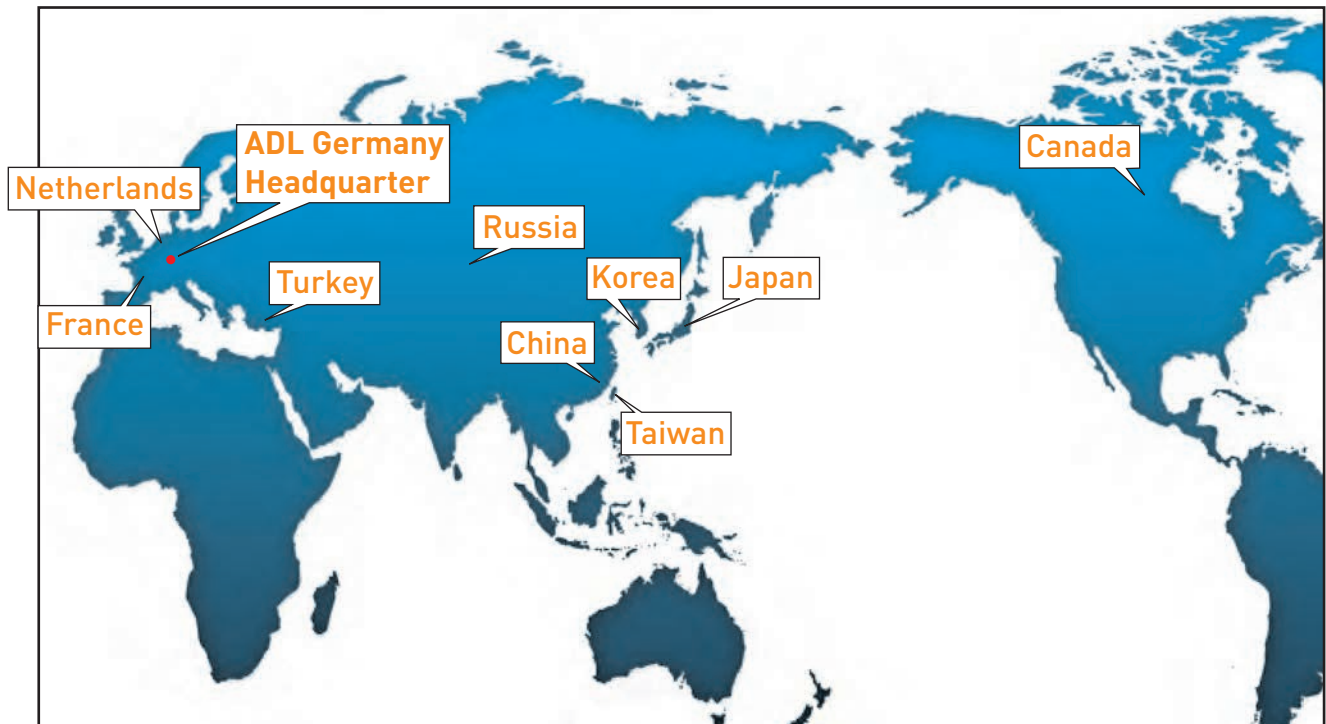 ADL Germany
Headquarter
Canada
Netherlands
Russia
Turkey
Korea
Japan
France
China
Taiwan